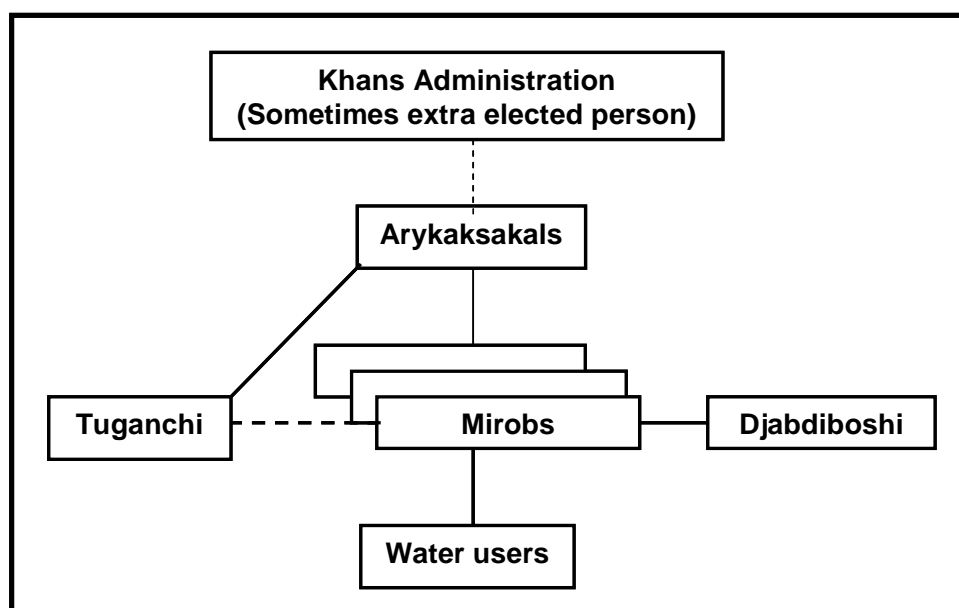 Khans Administration
(Sometimes extra elected person)
Arykaksakals
Tuganchi
Mirobs
Djabdiboshi
Water users